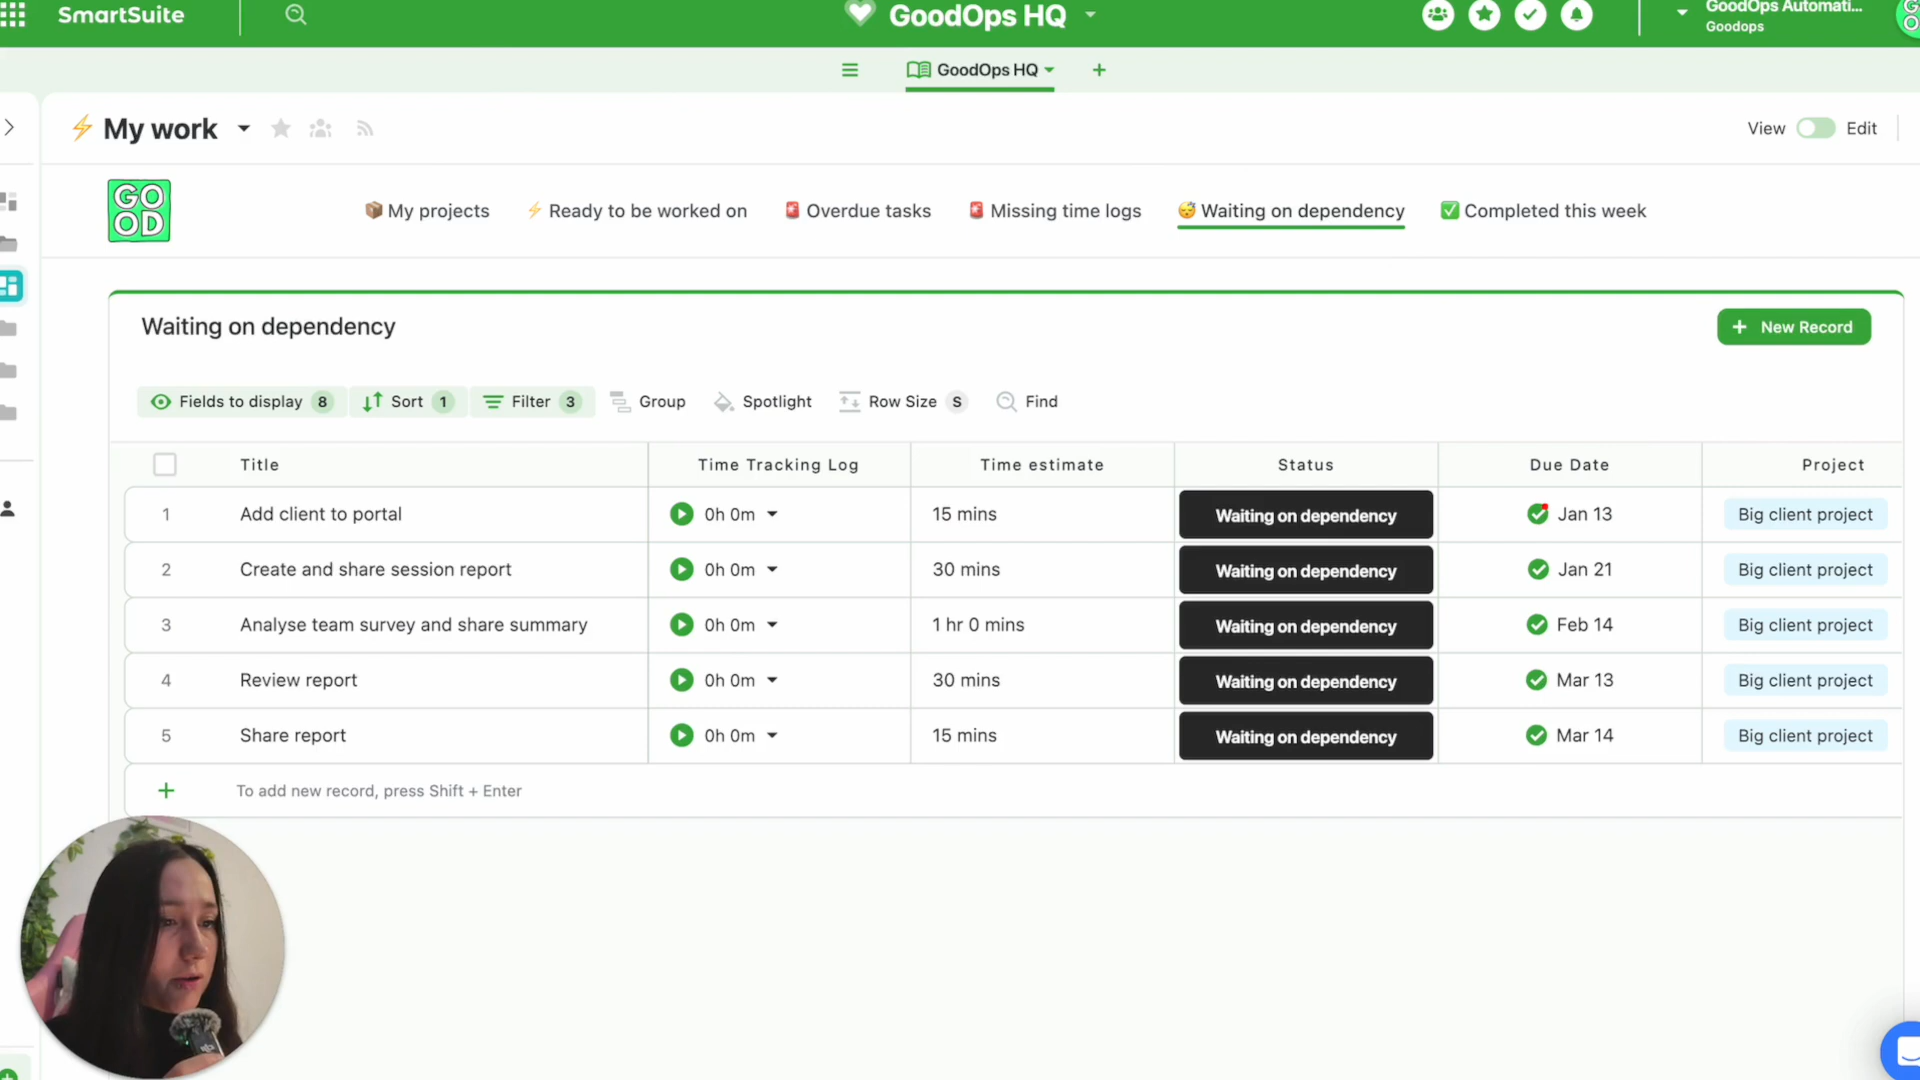 SmartSuite
GoodOps HQ
GoodOps Automati...
Goodops
GoodOps HQ
My work
View Edit
GO
OD
My projects
Ready to be worked on
Overdue tasks
Missing time logs
Waiting on dependency
Completed this week
Waiting on dependency
New Record
Fields to display 8
Sort 1
Filter 3
Group
Spotlight
Row Size S
Find
Title Time Tracking Log Time estimate Status Due Date Project
1 Add client to portal 0h 0m 15 mins Waiting on dependency Jan 13 Big client project
2 Create and share session report 0h 0m 30 mins Waiting on dependency Jan 21 Big client project
3 Analyse team survey and share summary 0h 0m 1 hr 0 mins Waiting on dependency Feb 14 Big client project
4 Review report 0h 0m 30 mins Waiting on dependency Mar 13 Big client project
5 Share report 0h 0m 15 mins Waiting on dependency Mar 14 Big client project
To add new record, press Shift + Enter